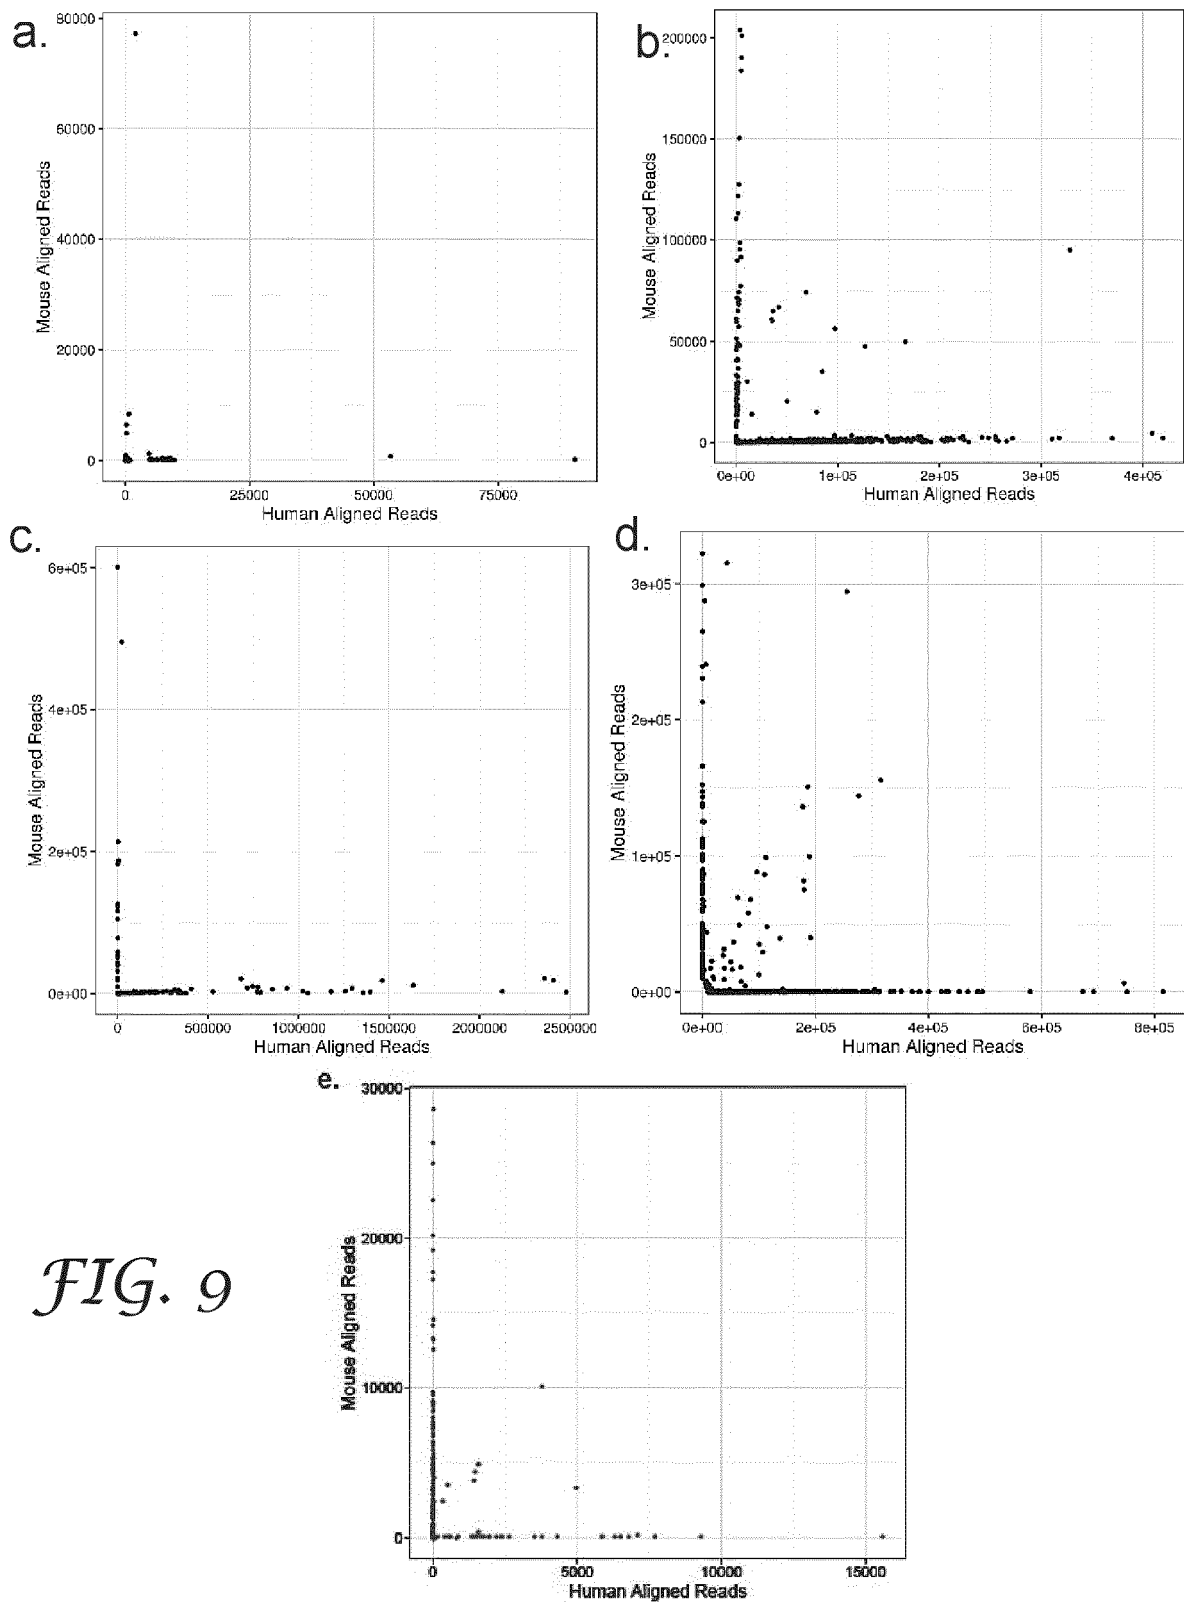 a.
80000
60000
40000
20000
0
Mouse Aligned Reads
0
25000
50000
75000
Human Aligned Reads
b.
200000
150000
100000
50000
0
Mouse Aligned Reads
0e+00
1e+05
2e+05
3e+05
4e+05
Human Aligned Reads
c.
6e+05
4e+05
2e+05
0e+00
Mouse Aligned Reads
0
500000
1000000
1500000
2000000
2500000
Human Aligned Reads
d.
3e+05
2e+05
1e+05
0e+00
Mouse Aligned Reads
0e+00
2e+05
4e+05
6e+05
8e+05
Human Aligned Reads
e.
30000
20000
10000
0
Mouse Aligned Reads
0
5000
10000
15000
Human Aligned Reads
FIG. 9